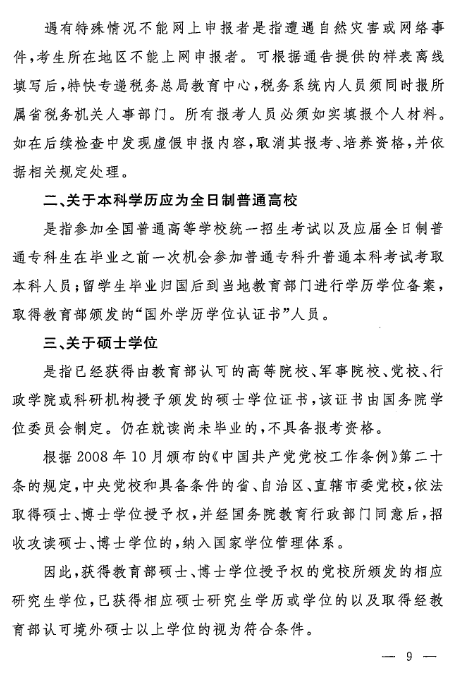 遇有特殊情况不能网上申报者是指遭遇自然灾害或网络事
件,考生所在地区不能上网申报者。可根据通告提供的样表离线
填写后,特快专递税务总局教育中心,税务系统内人员须同时报所
属省税务机关人事部门。所有报考人员必须如实填报个人材料。
如在后续检查中发现虚假申报内容,取消其报考、培养资格,并依
据相关规定处理。
二、关于本科学历应为全日制普通高校
是指参加全国普通高等学校统一招生考试以及应届全日制普
通专科生在毕业之前一次机会参加普通专科升普通本科考试考取
本科人员;留学生毕业归国后到当地教育部门进行学历学位备案,
取得教育部颁发的“国外学历学位认证书”人员。
三、关于硕士学位
是指已经获得由教育部认可的高等院校、军事院校、党校、行
政学院或科研机构授予颁发的硕士学位证书,该证书由国务院学
位委员会制定。仍在就读尚未毕业的,不具备报考资格。
根据 2008 年 10 月颁布的《中国共产党党校工作条例》第二十
条的规定,中央党校和具备条件的省、自治区、直辖市委党校,依法
取得硕士、博士学位授予权,并经国务院教育行政部门同意后,招
收攻读硕士、博士学位的,纳入国家学位管理体系。
因此,获得教育部硕士、博士学位授予权的党校所颁发的相应
研究生学位,已获得相应硕士研究生学历或学位的以及取得经教
育部认可境外硕士以上学位的视为符合条件。
— 9 —